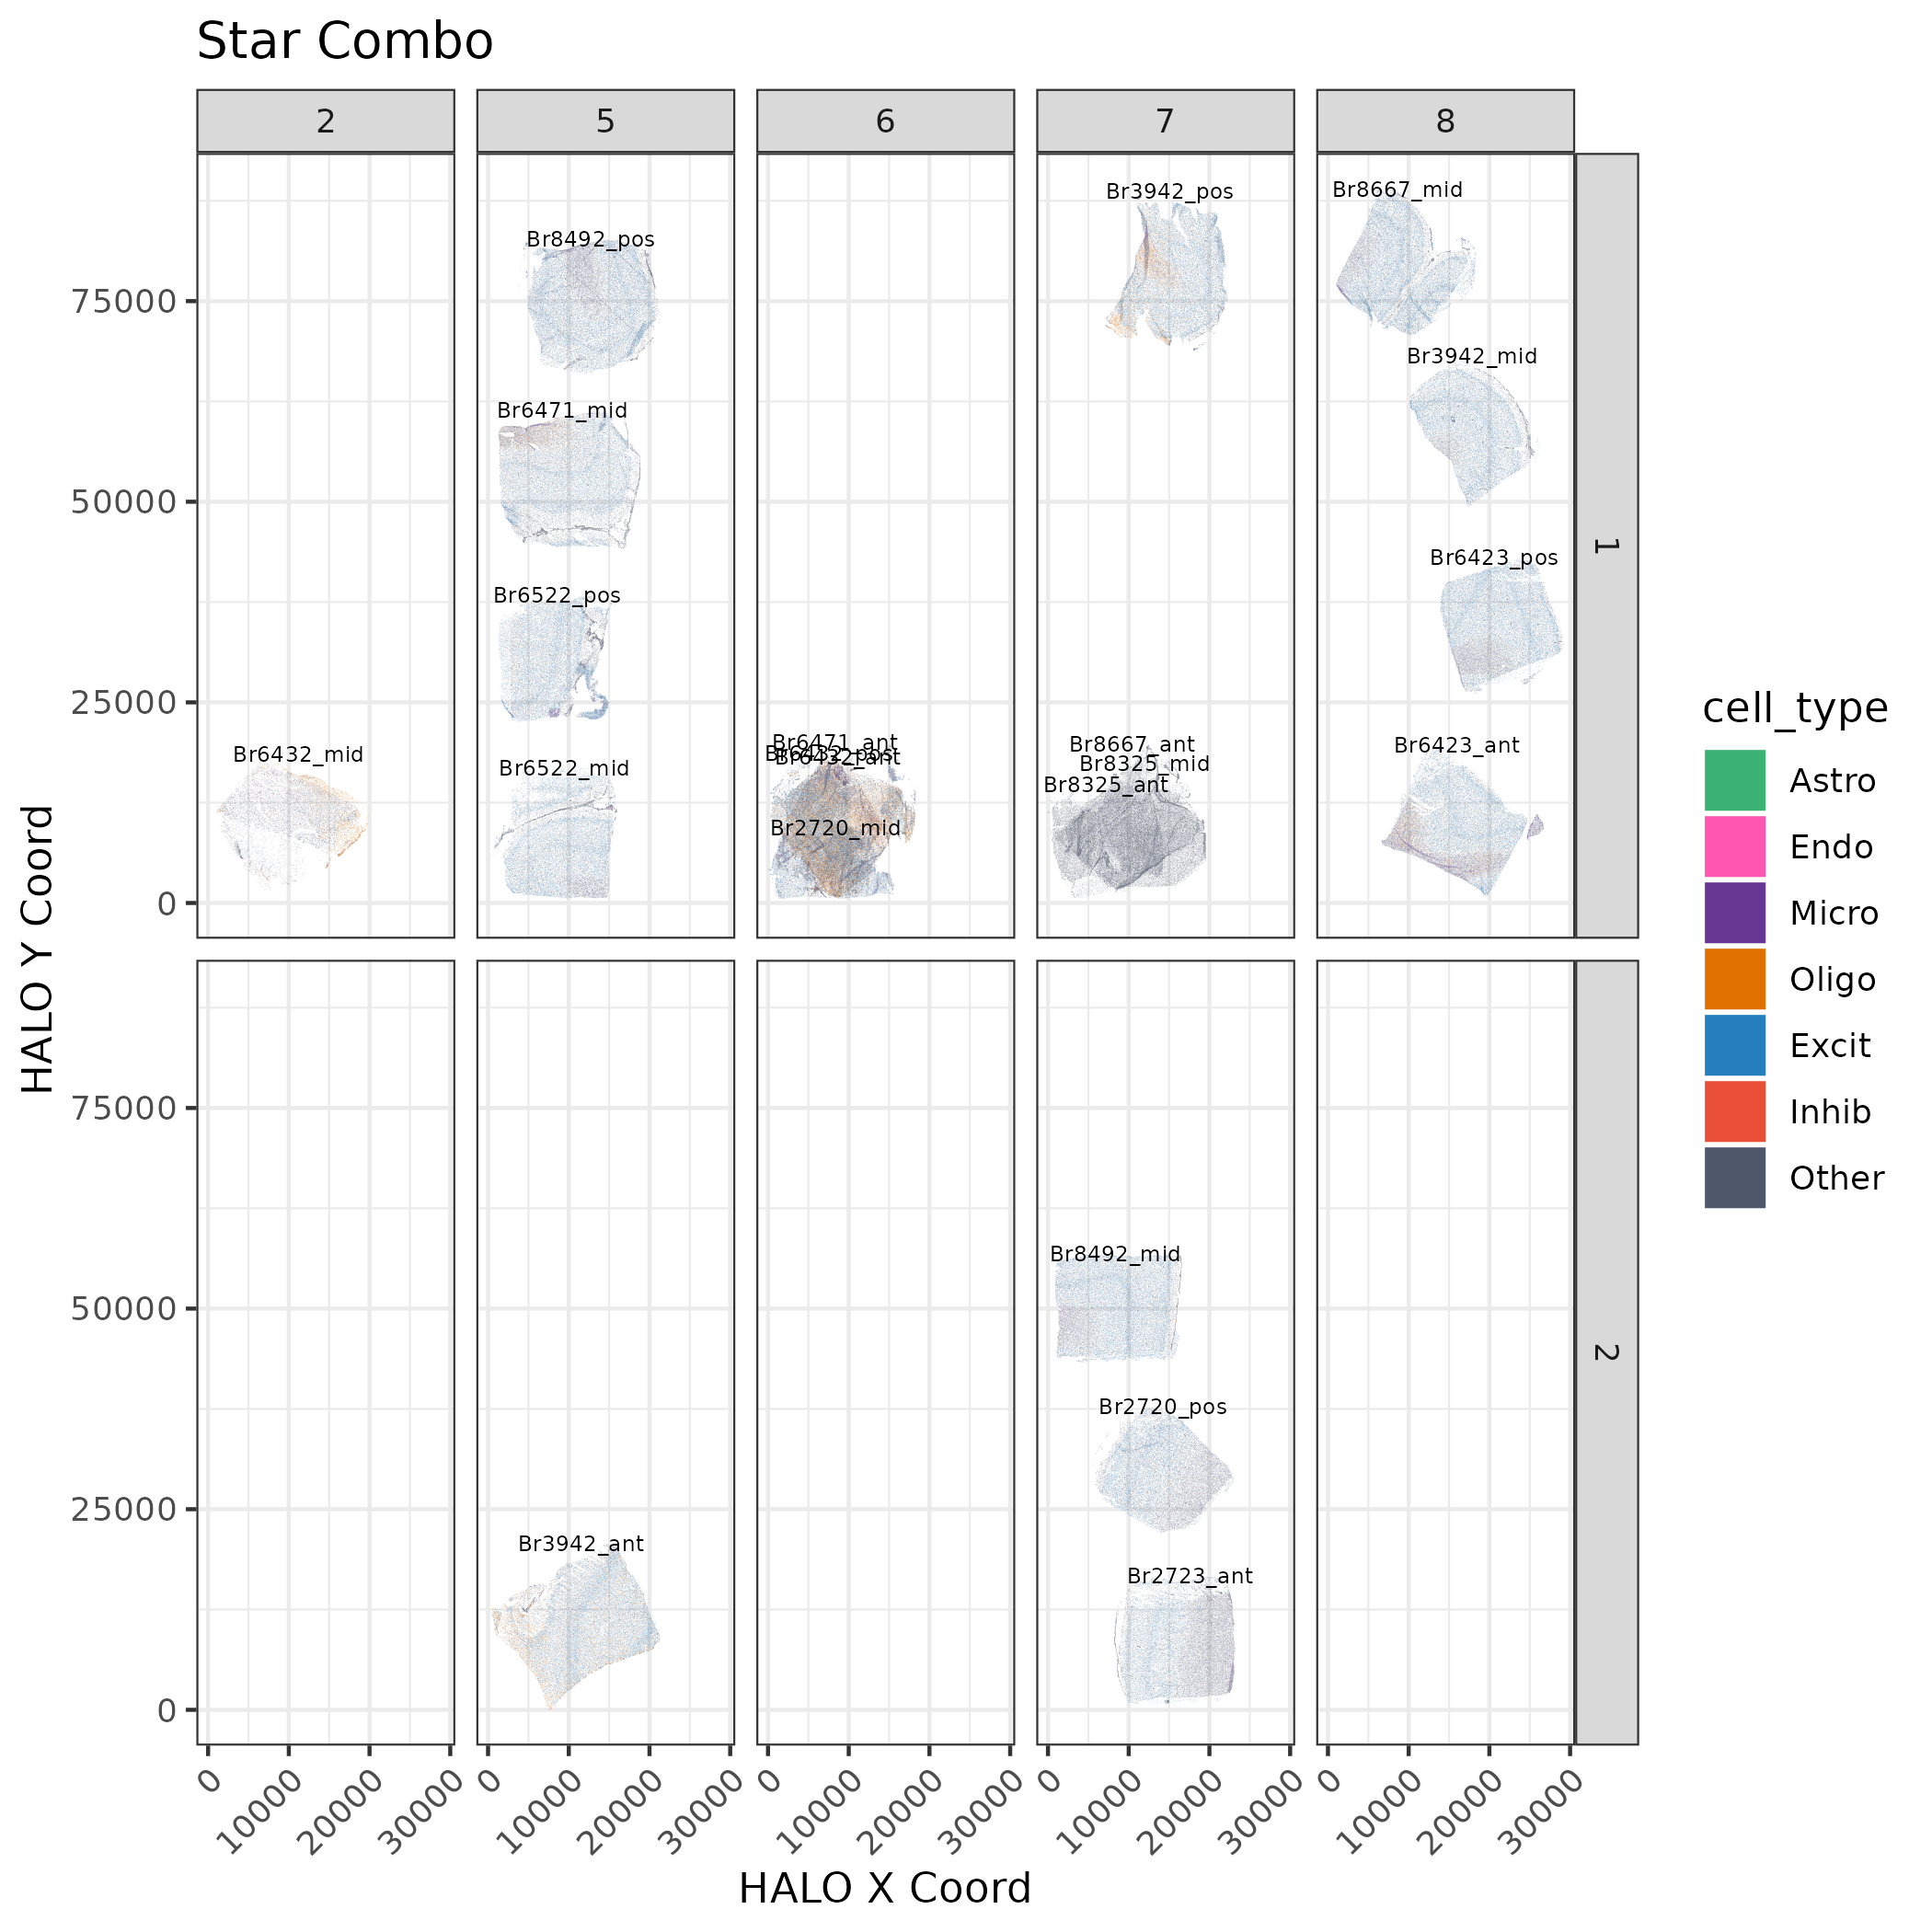 Star Combo
2 5 6 7 8
Br3942_pos
Br8667_mid
Br8492_pos
75000
Br3942_mid
Br6471_mid
50000
1
Br6423_pos
Br6522_pos
25000
Br6471_ant
Br8667_ant
Br6423_ant
Br6432_mid
Br6432_ant
Br8325_mid
Br6522_mid
Br8325_ant
Br2720_mid
0
75000
Br8492_mid
50000
2
Br2720_pos
25000
Br3942_ant
Br2723_ant
0
0 10000 20000 30000 0 10000 20000 30000 0 10000 20000 30000 0 10000 20000 30000 0 10000 20000 30000
HALO X Coord
HALO Y Coord
cell_type
Astro
Endo
Micro
Oligo
Excit
Inhib
Other